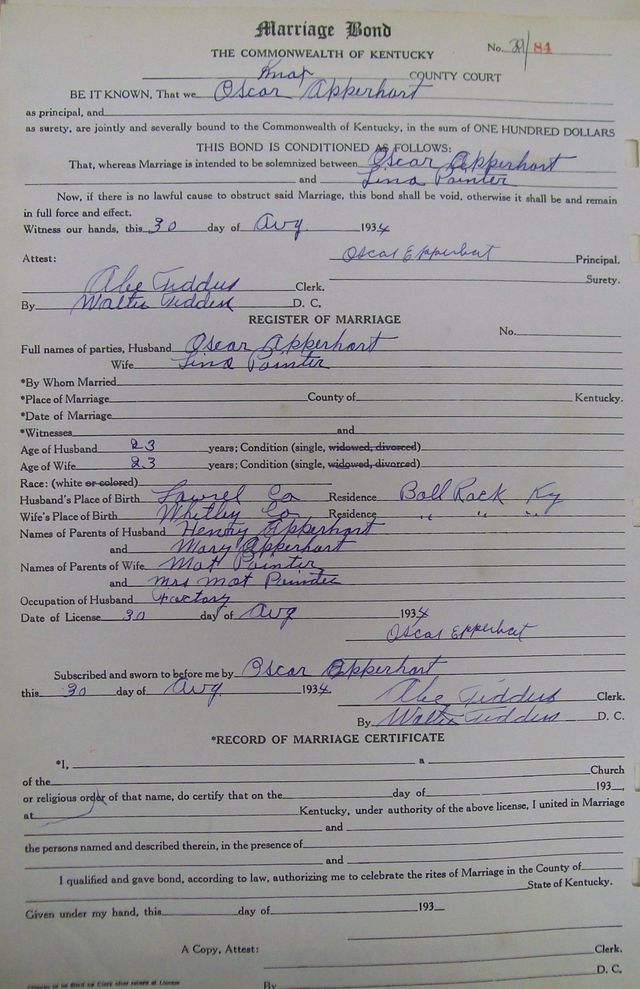 Marriage Bond
THE COMMONWEALTH OF KENTUCKY
No. 84
Knox COUNTY COURT
BE IT KNOWN, That we Oscar Apperhart
as principal, and
as surety, are jointly and severally bound to the Commonwealth of Kentucky, in the sum of ONE HUNDRED DOLLARS
THIS BOND IS CONDITIONED AS FOLLOWS:
That, whereas Marriage is intended to be solemnized between Oscar Apperhart
and Lina Pointer
Now, if there is no lawful cause to obstruct said Marriage, this bond shall be void, otherwise it shall be and remain
in full force and effect.
Witness our hands, this 30 day of Aug. 1934
Attest: Oscar Epperhart Principal.
Surety.
Abe Fiddus Clerk.
By Walter Fiddus D. C.
REGISTER OF MARRIAGE
No.
Full names of parties, Husband Oscar Apperhart
Wife Lina Pointer
*By Whom Married
*Place of Marriage County of Kentucky.
*Date of Marriage
*Witnesses and
Age of Husband 23 years; Condition (single, widowed, divorced)
Age of Wife 23 years; Condition (single, widowed, divorced)
Race: (white or colored)
Husband's Place of Birth Laurel Co Residence Ball Rock Ky
Wife's Place of Birth Whitley Co Residence " " "
Names of Parents of Husband Henry Apperhart
and Mary Apperhart
Names of Parents of Wife Mat Pointer
and Mrs Mat Pointer
Occupation of Husband Factory
Date of License 30 day of Aug 1934
Oscar Epperhart
Subscribed and sworn to before me by Oscar Apperhart
this 30 day of Aug 1934 Abe Fiddus Clerk.
By Walter Fiddus D. C.
*RECORD OF MARRIAGE CERTIFICATE
*I, a
of the Church
or religious order of that name, do certify that on the day of 193 ,
at Kentucky, under authority of the above license, I united in Marriage
and
the persons named and described therein, in the presence of
and
I qualified and gave bond, according to law, authorizing me to celebrate the rites of Marriage in the County of
State of Kentucky.
Given under my hand, this day of 193
A Copy, Attest: Clerk.
By D. C.